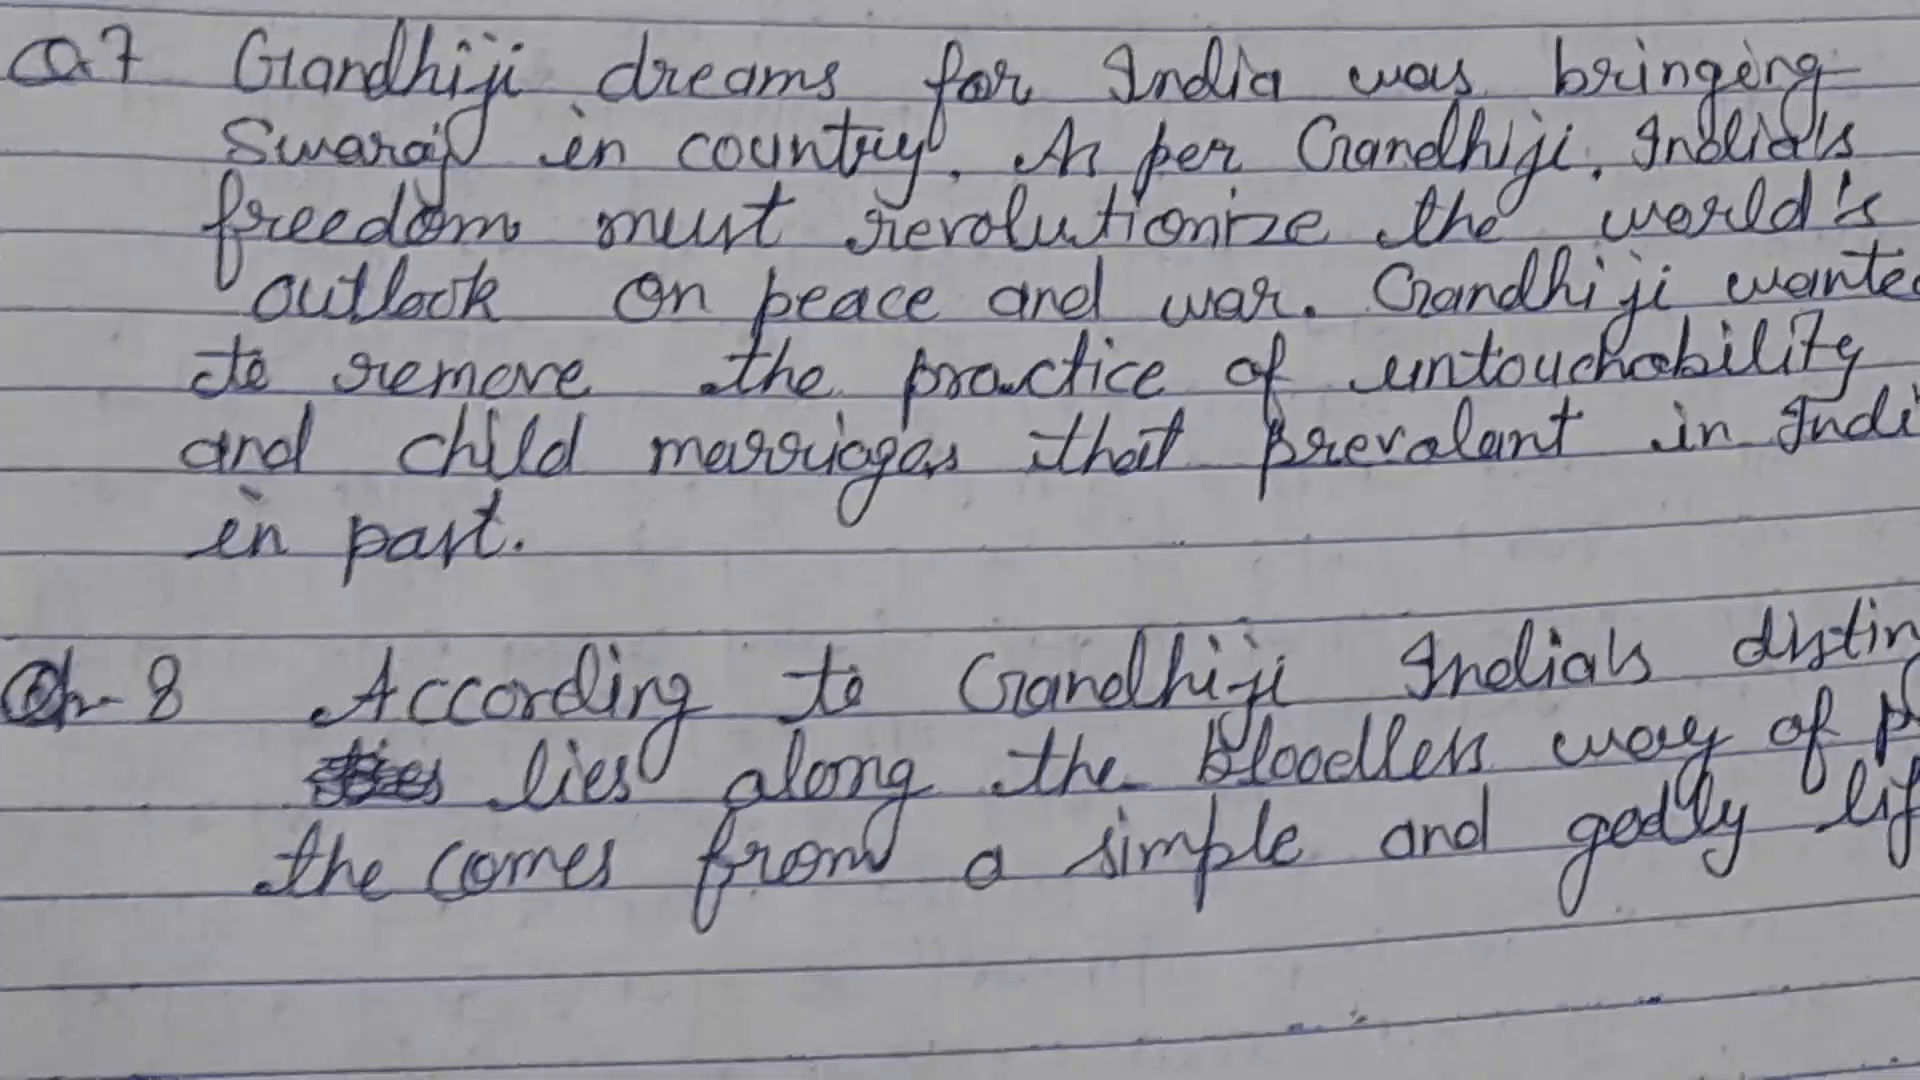 Q.7 Gandhiji dreams for India was bringing
Swaraj in country. As per Gandhiji. India's
freedom must revolutionize the world's
outlook on peace and war. Gandhiji wanted
to remove the practice of untouchability
and child marriages that prevalant in Indi
in past.
Q 8 According to Gandhiji India's distin
lies along the bloodless way of p
the comes from a simple and godly lif